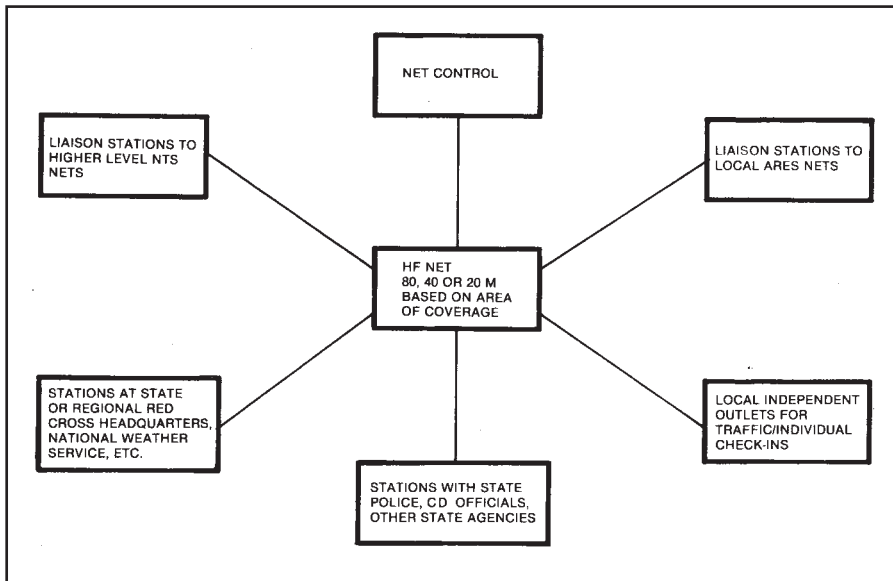 NET CONTROL
LIAISON STATIONS TO
HIGHER LEVEL NTS
NETS
LIAISON STATIONS TO
LOCAL ARES NETS
HF NET
80, 40 OR 20 M
BASED ON AREA
OF COVERAGE
STATIONS AT STATE
OR REGIONAL RED
CROSS HEADQUARTERS,
NATIONAL WEATHER
SERVICE, ETC.
LOCAL INDEPENDENT
OUTLETS FOR
TRAFFIC/INDIVIDUAL
CHECK-INS
STATIONS WITH STATE
POLICE, CD OFFICIALS,
OTHER STATE AGENCIES